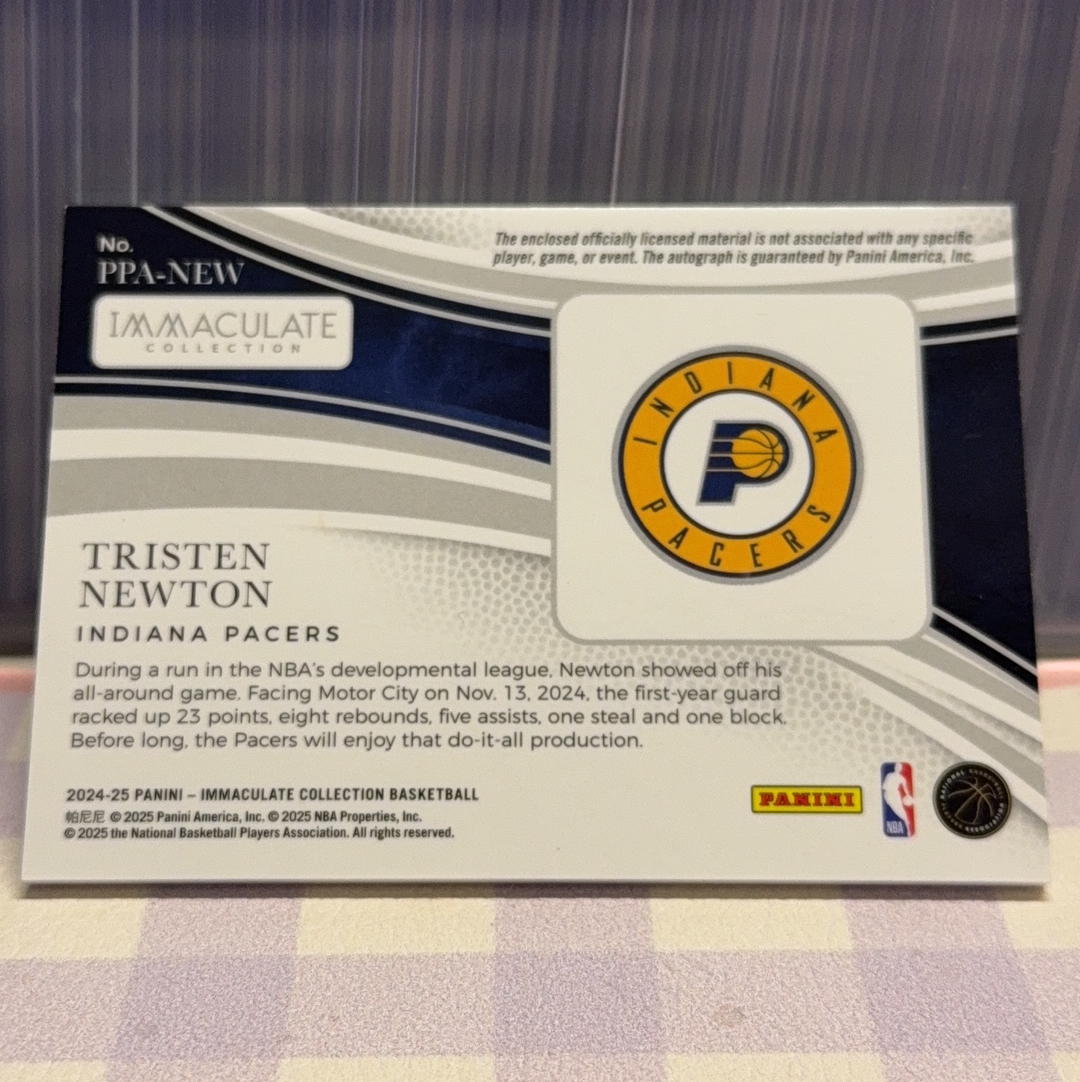 No.
PPA-NEW
IMMACULATE
COLLECTION
The enclosed officially licensed material is not associated with any specific
player, game, or event. The autograph is guaranteed by Panini America, Inc.
INDIANA
PACERS
TRISTEN
NEWTON
INDIANA PACERS
During a run in the NBA's developmental league, Newton showed off his
all-around game. Facing Motor City on Nov. 13, 2024, the first-year guard
racked up 23 points, eight rebounds, five assists, one steal and one block.
Before long, the Pacers will enjoy that do-it-all production.
2024-25 PANINI – IMMACULATE COLLECTION BASKETBALL
帕尼尼 © 2025 Panini America, Inc. © 2025 NBA Properties, Inc.
© 2025 the National Basketball Players Association. All rights reserved.
PANINI
NBA
NATIONAL BASKETBALL
PLAYERS ASSOCIATION